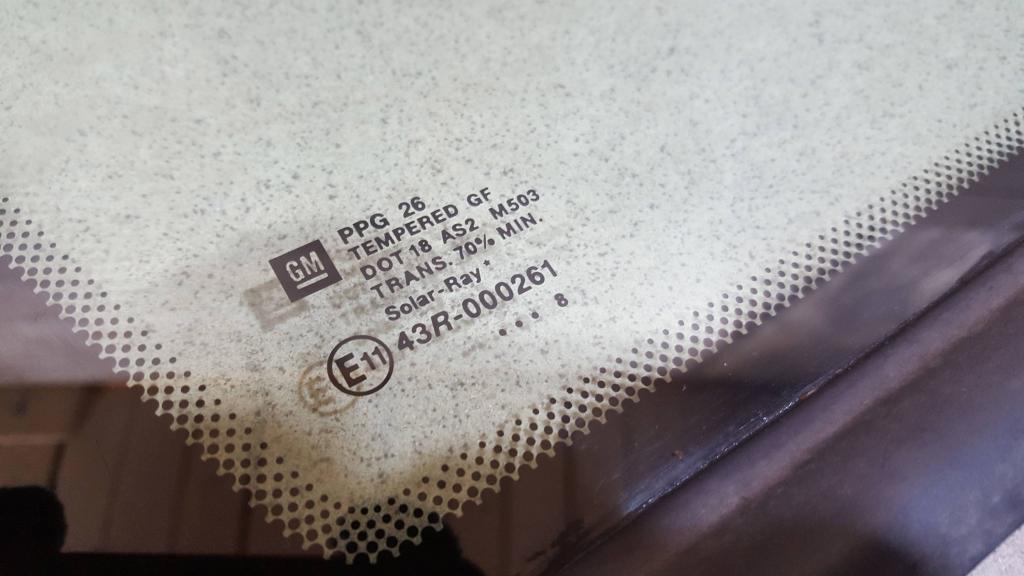 GM
PPG 26
TEMPERED GF
DOT 18 AS2 M503
TRANS. 70% MIN.
Solar-Ray*
E11 43R-000261
• • • 8